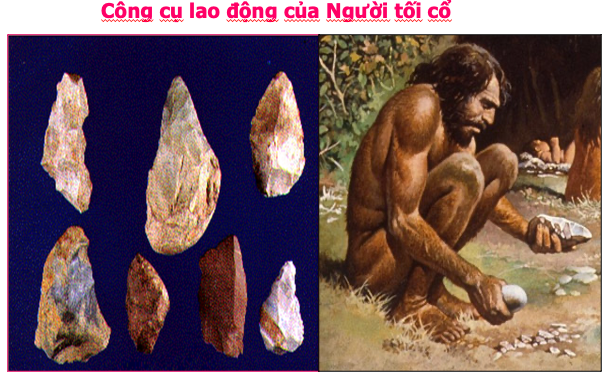 Công cụ lao động của Người tối cổ